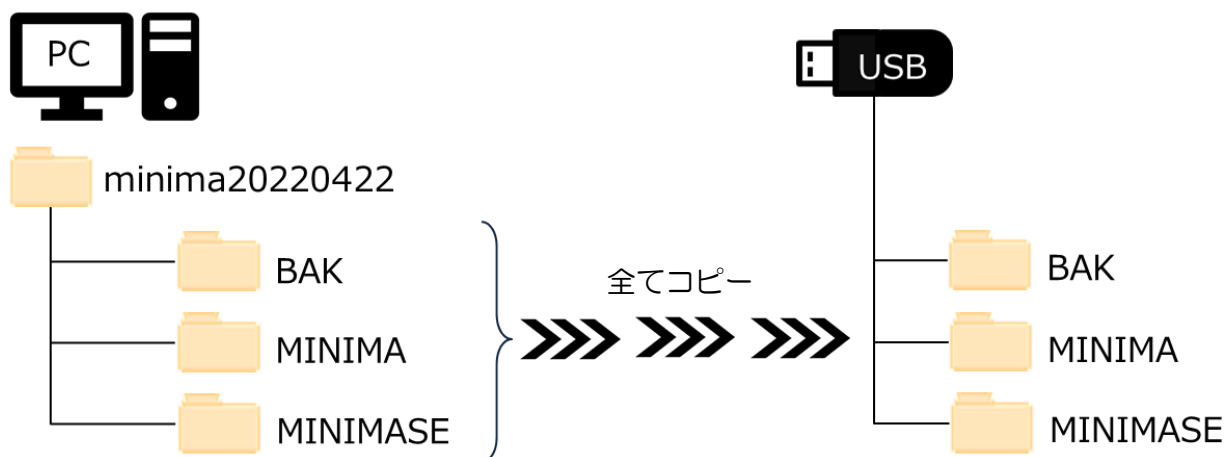 PC
USB
minima20220422
BAK
MINIMA
MINIMASE
全てコピー
BAK
MINIMA
MINIMASE